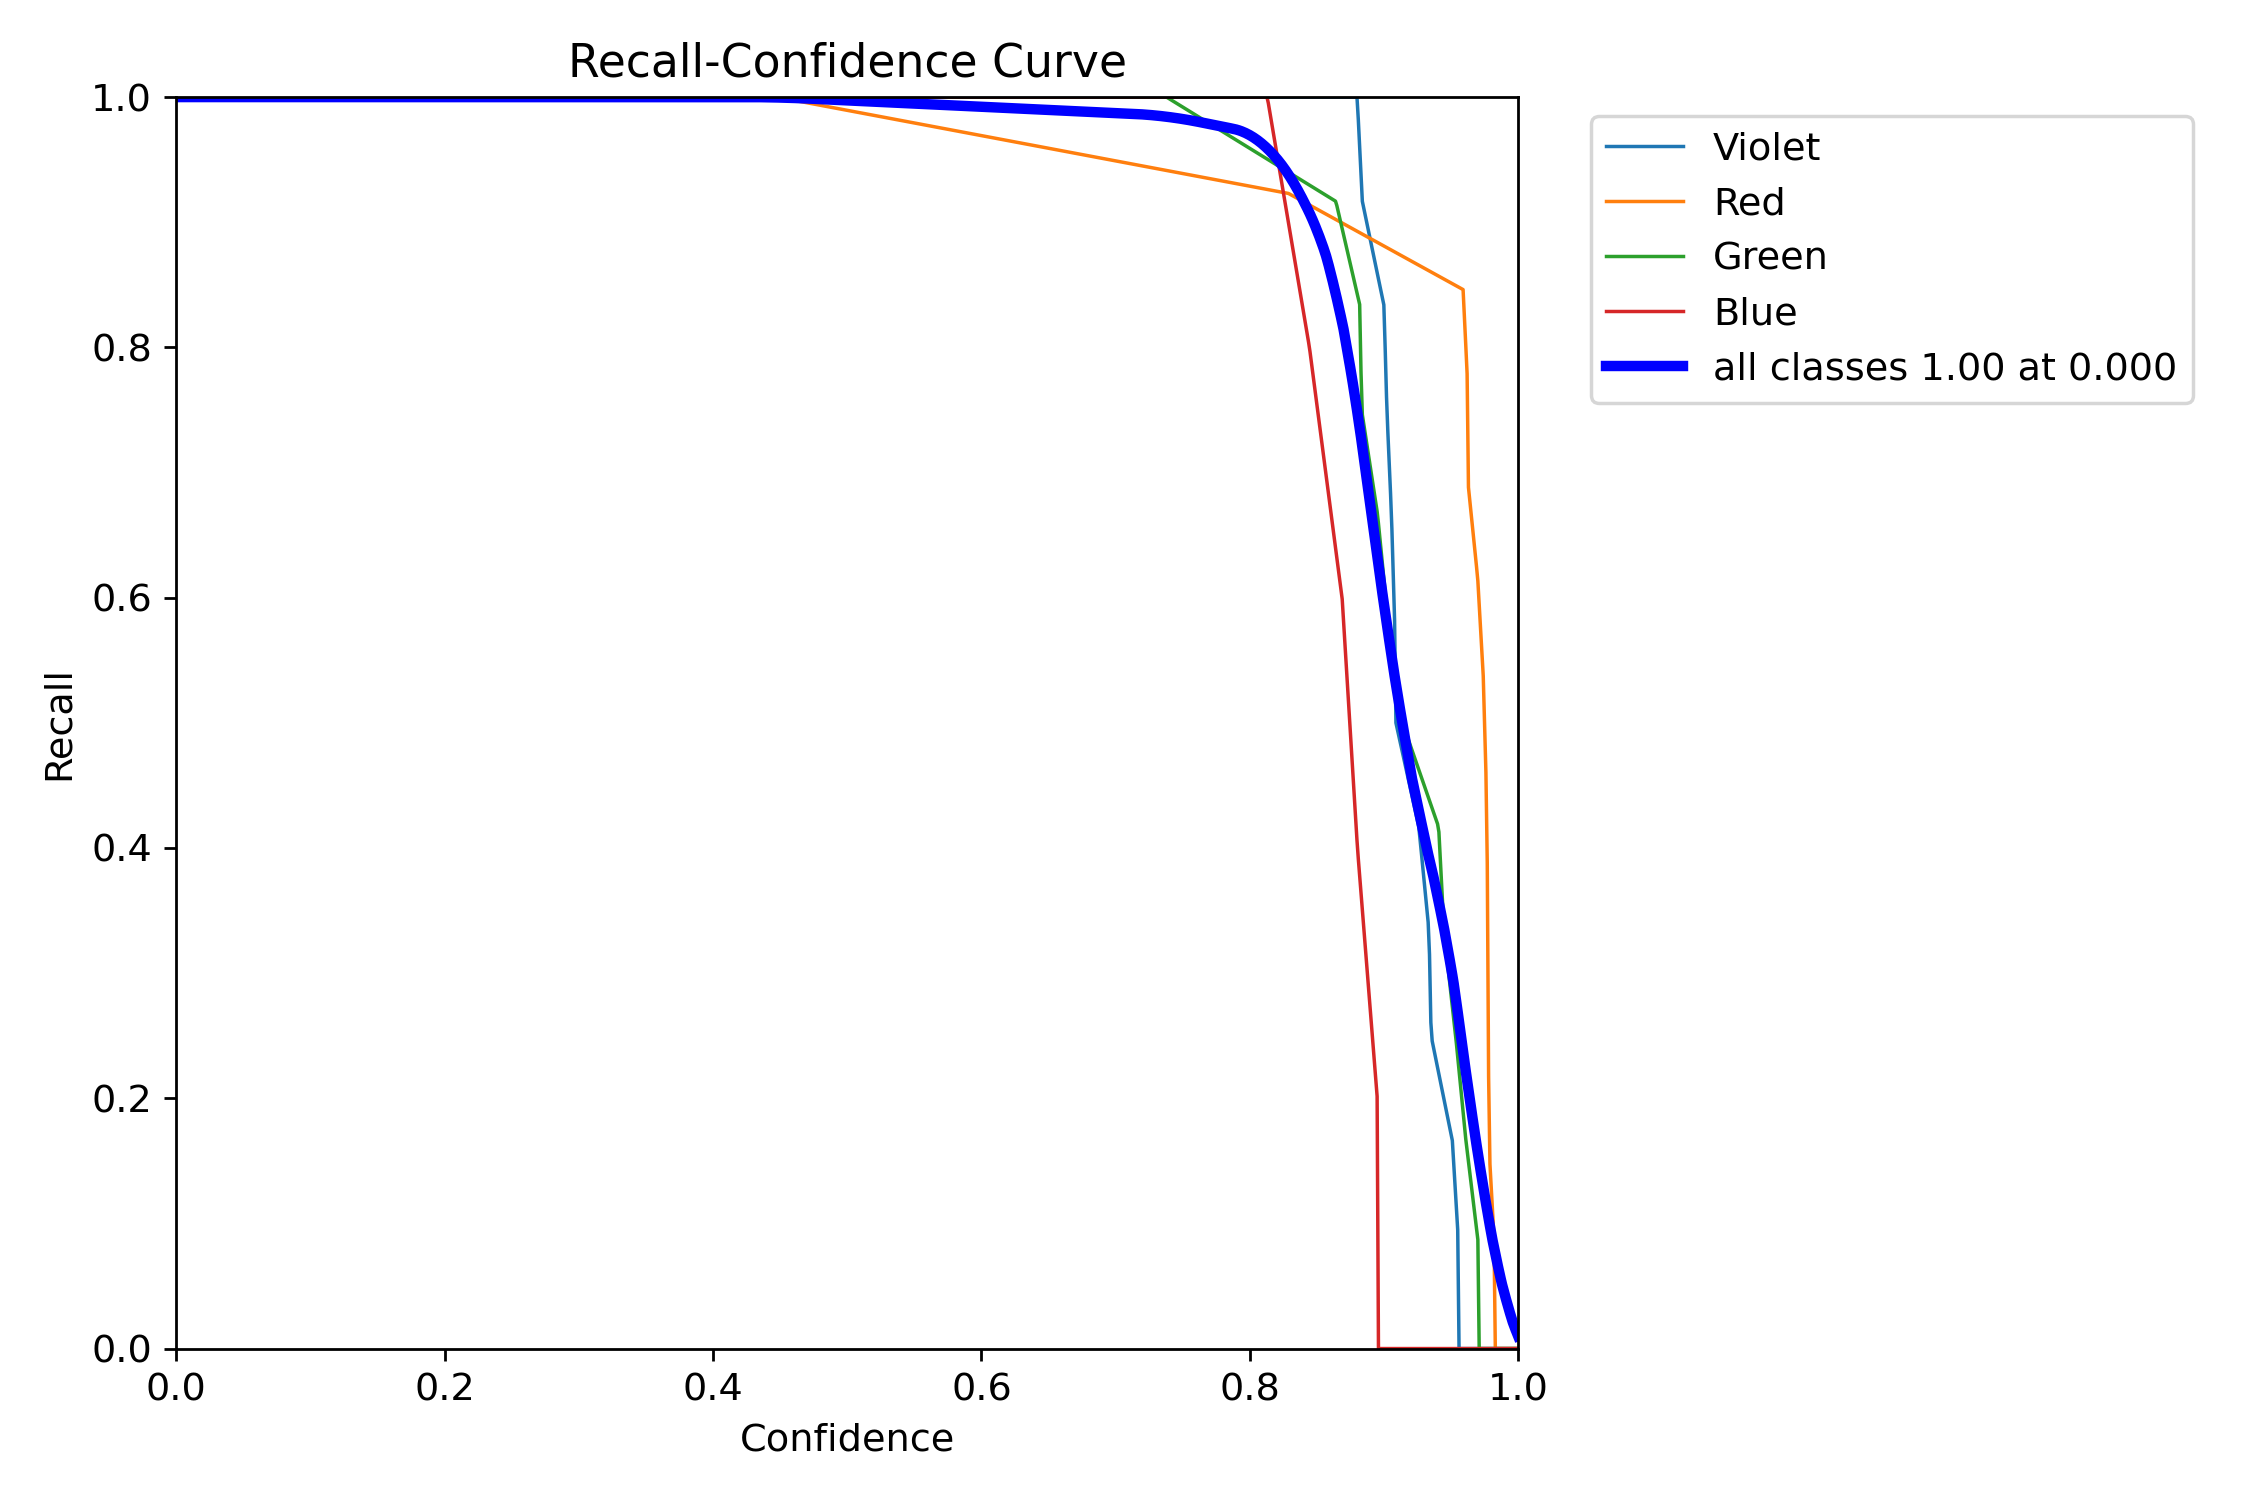 Recall-Confidence Curve
1.0
0.8
0.6
0.4
0.2
0.0
Recall
0.0 0.2 0.4 0.6 0.8 1.0
Confidence
Violet
Red
Green
Blue
all classes 1.00 at 0.000